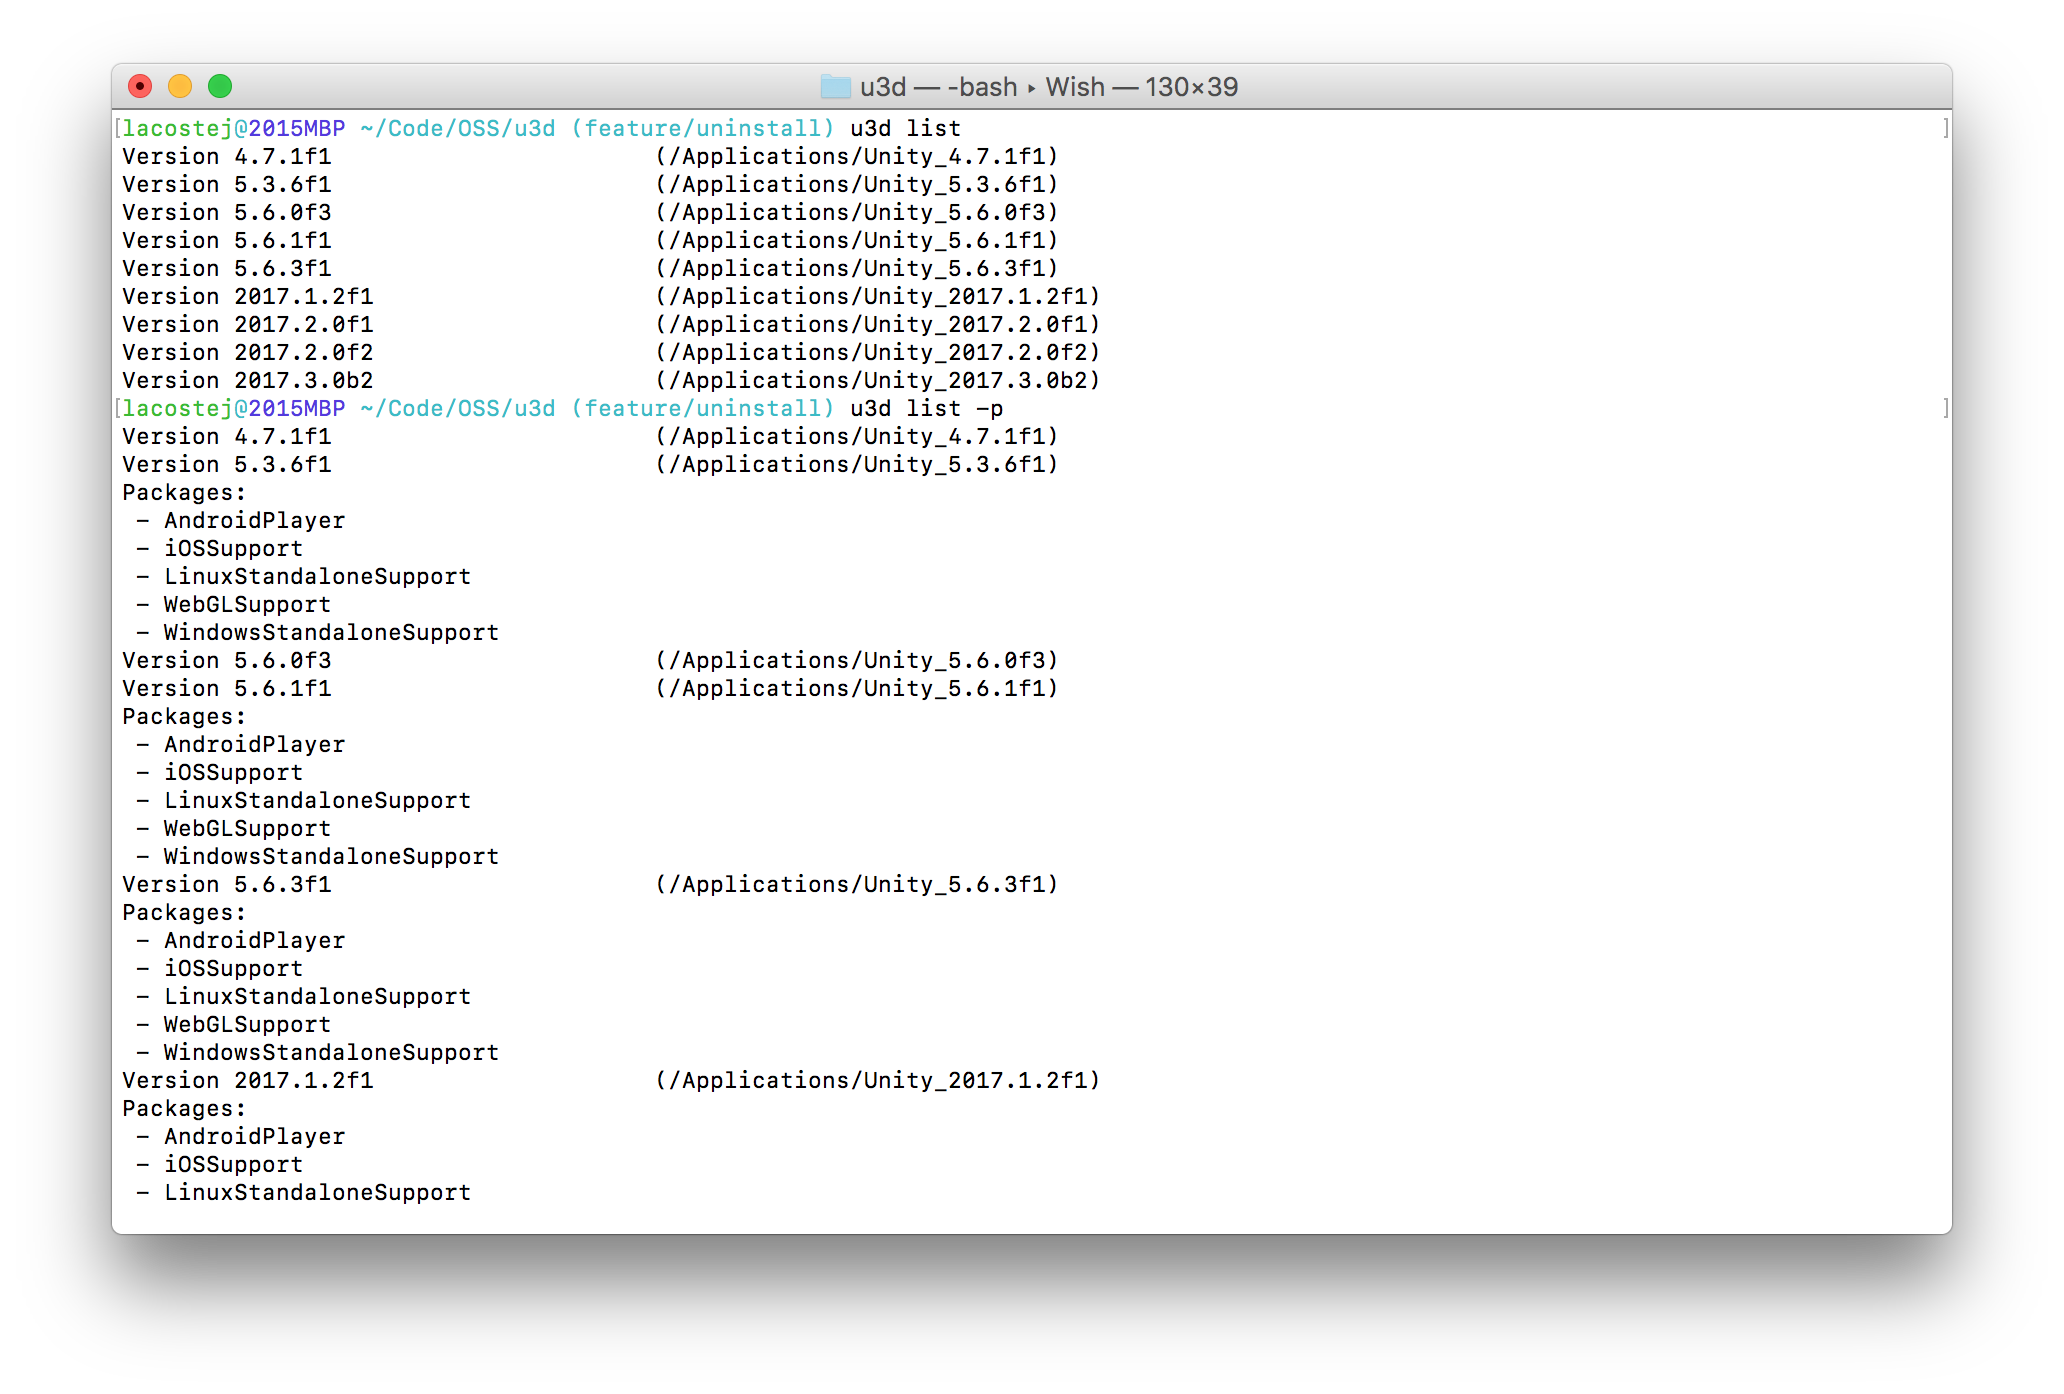 u3d — -bash ▸ Wish — 130×39
[lacostej@2015MBP ~/Code/OSS/u3d (feature/uninstall) u3d list ]
Version 4.7.1f1 (/Applications/Unity_4.7.1f1)
Version 5.3.6f1 (/Applications/Unity_5.3.6f1)
Version 5.6.0f3 (/Applications/Unity_5.6.0f3)
Version 5.6.1f1 (/Applications/Unity_5.6.1f1)
Version 5.6.3f1 (/Applications/Unity_5.6.3f1)
Version 2017.1.2f1 (/Applications/Unity_2017.1.2f1)
Version 2017.2.0f1 (/Applications/Unity_2017.2.0f1)
Version 2017.2.0f2 (/Applications/Unity_2017.2.0f2)
Version 2017.3.0b2 (/Applications/Unity_2017.3.0b2)
[lacostej@2015MBP ~/Code/OSS/u3d (feature/uninstall) u3d list -p ]
Version 4.7.1f1 (/Applications/Unity_4.7.1f1)
Version 5.3.6f1 (/Applications/Unity_5.3.6f1)
Packages:
- AndroidPlayer
- iOSSupport
- LinuxStandaloneSupport
- WebGLSupport
- WindowsStandaloneSupport
Version 5.6.0f3 (/Applications/Unity_5.6.0f3)
Version 5.6.1f1 (/Applications/Unity_5.6.1f1)
Packages:
- AndroidPlayer
- iOSSupport
- LinuxStandaloneSupport
- WebGLSupport
- WindowsStandaloneSupport
Version 5.6.3f1 (/Applications/Unity_5.6.3f1)
Packages:
- AndroidPlayer
- iOSSupport
- LinuxStandaloneSupport
- WebGLSupport
- WindowsStandaloneSupport
Version 2017.1.2f1 (/Applications/Unity_2017.1.2f1)
Packages:
- AndroidPlayer
- iOSSupport
- LinuxStandaloneSupport